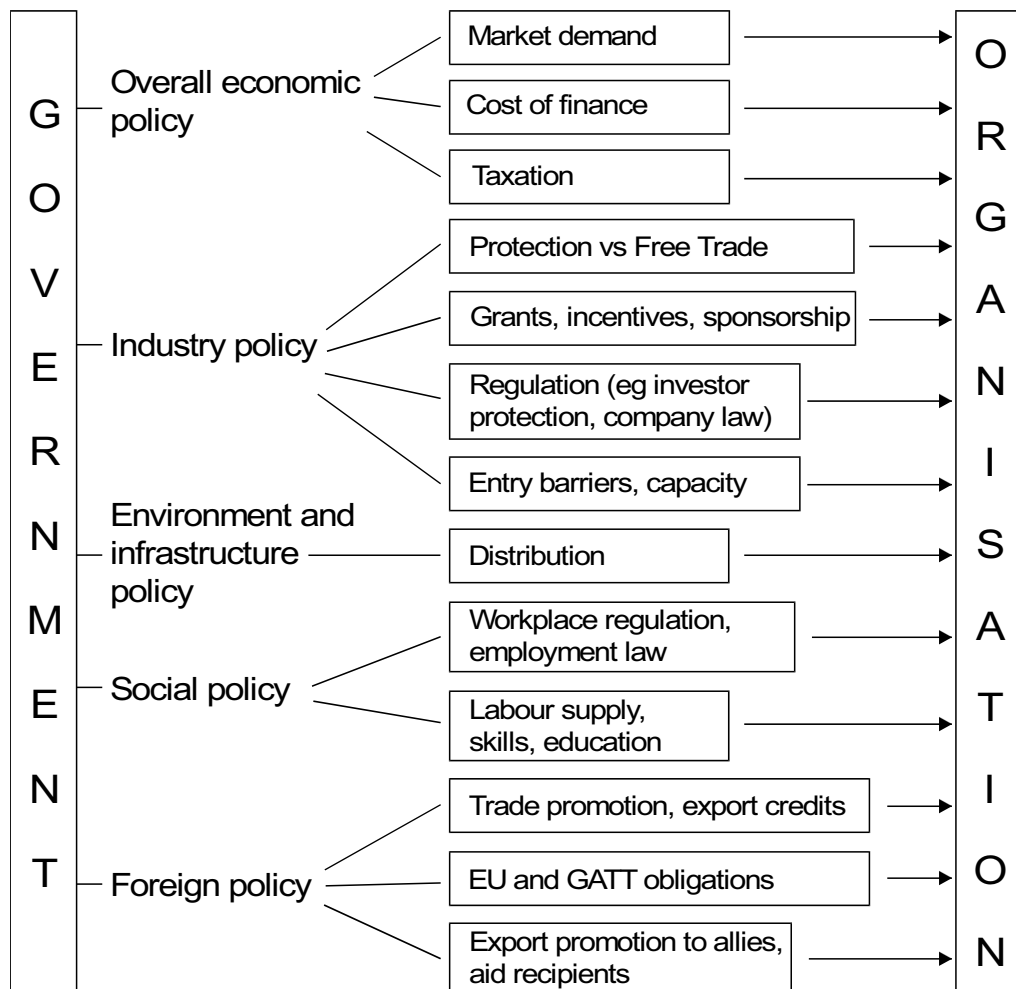 GOVERNMENT
Overall economic
policy
Market demand
Cost of finance
Taxation
Industry policy
Protection vs Free Trade
Grants, incentives, sponsorship
Regulation (eg investor
protection, company law)
Entry barriers, capacity
Environment and
infrastructure
policy
Distribution
Social policy
Workplace regulation,
employment law
Labour supply,
skills, education
Foreign policy
Trade promotion, export credits
EU and GATT obligations
Export promotion to allies,
aid recipients
ORGANISATION